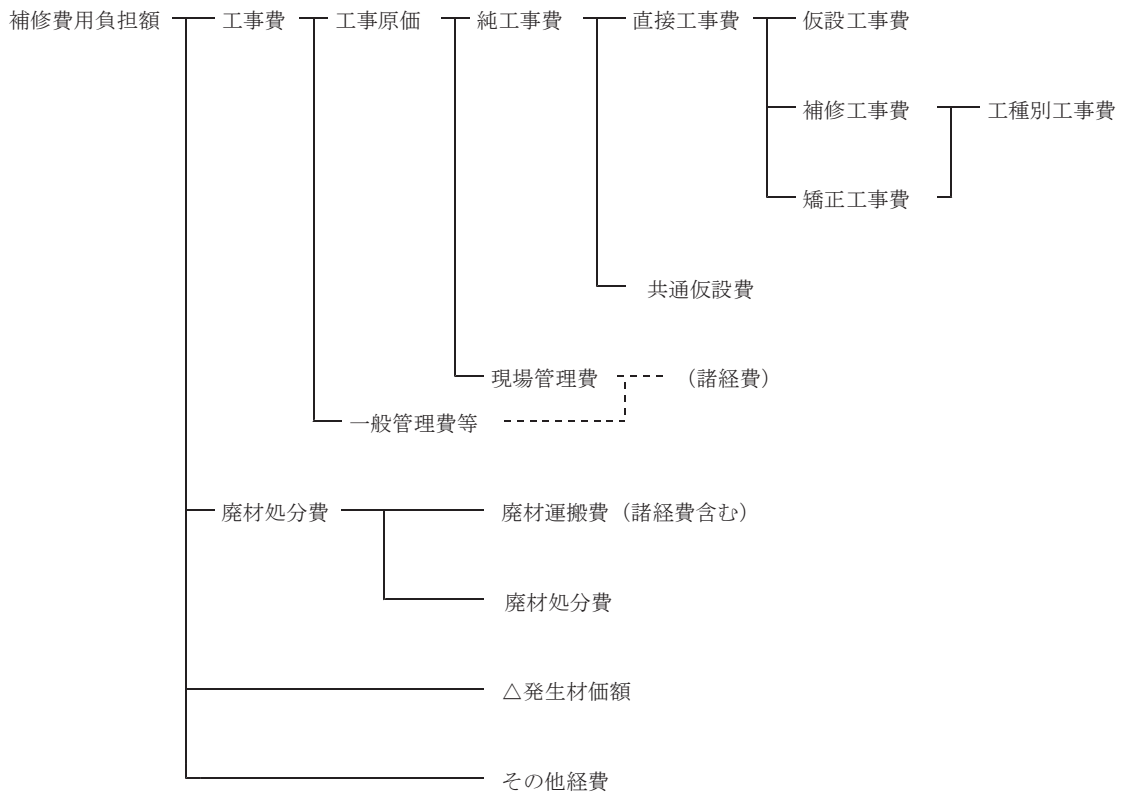 補修費用負担額 工事費 工事原価 純工事費 直接工事費 仮設工事費
補修工事費 工種別工事費
矯正工事費
共通仮設費
現場管理費 （諸経費）
一般管理費等
廃材処分費 廃材運搬費（諸経費含む）
廃材処分費
△発生材価額
その他経費